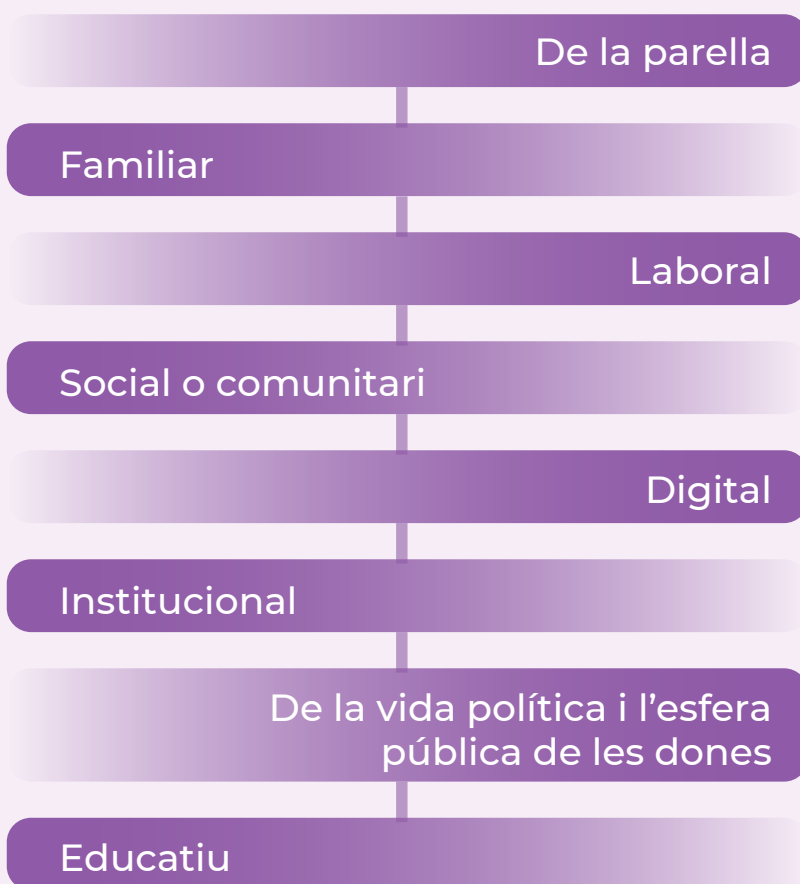 De la parella
Familiar
Laboral
Social o comunitari
Digital
Institucional
De la vida política i l’esfera
pública de les dones
Educatiu